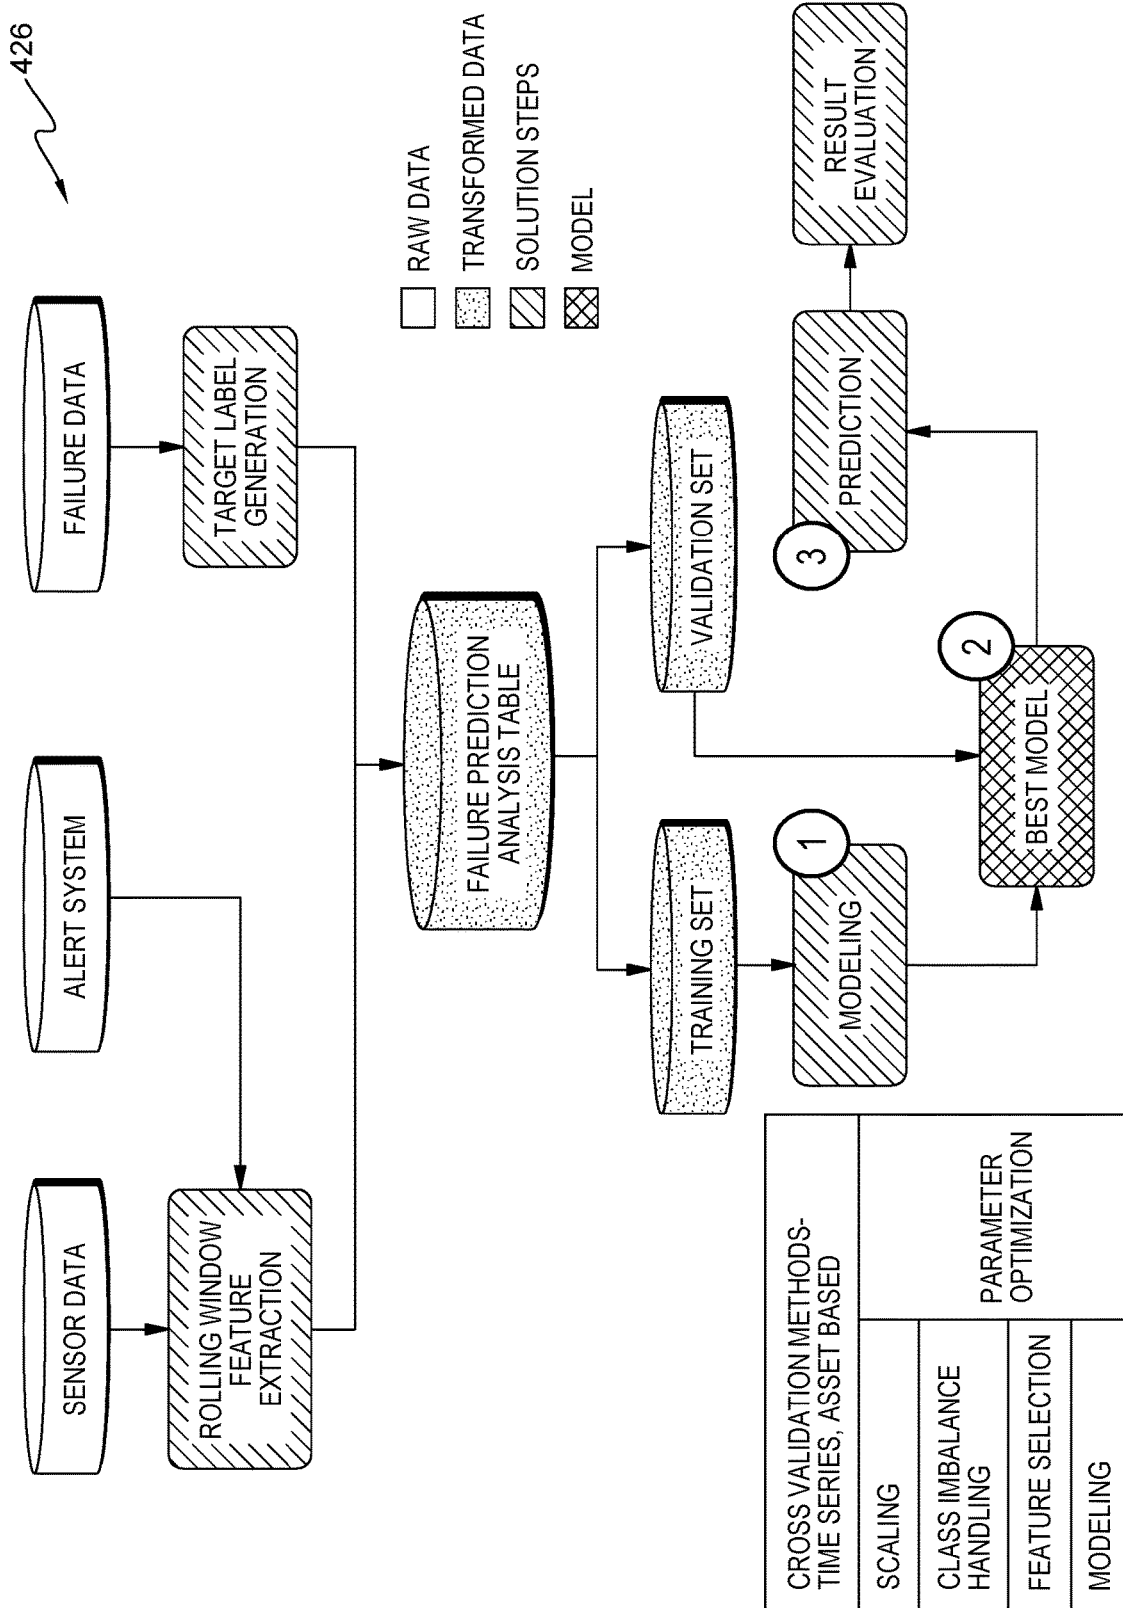 426
SENSOR DATA
ALERT SYSTEM
FAILURE DATA
ROLLING WINDOW
FEATURE
EXTRACTION
TARGET LABEL
GENERATION
RAW DATA
TRANSFORMED DATA
SOLUTION STEPS
MODEL
FAILURE PREDICTION
ANALYSIS TABLE
TRAINING SET
VALIDATION SET
1
MODELING
2
BEST MODEL
3
PREDICTION
RESULT
EVALUATION
CROSS VALIDATION METHODS-
TIME SERIES, ASSET BASED
SCALING
CLASS IMBALANCE
HANDLING
FEATURE SELECTION
MODELING
PARAMETER
OPTIMIZATION